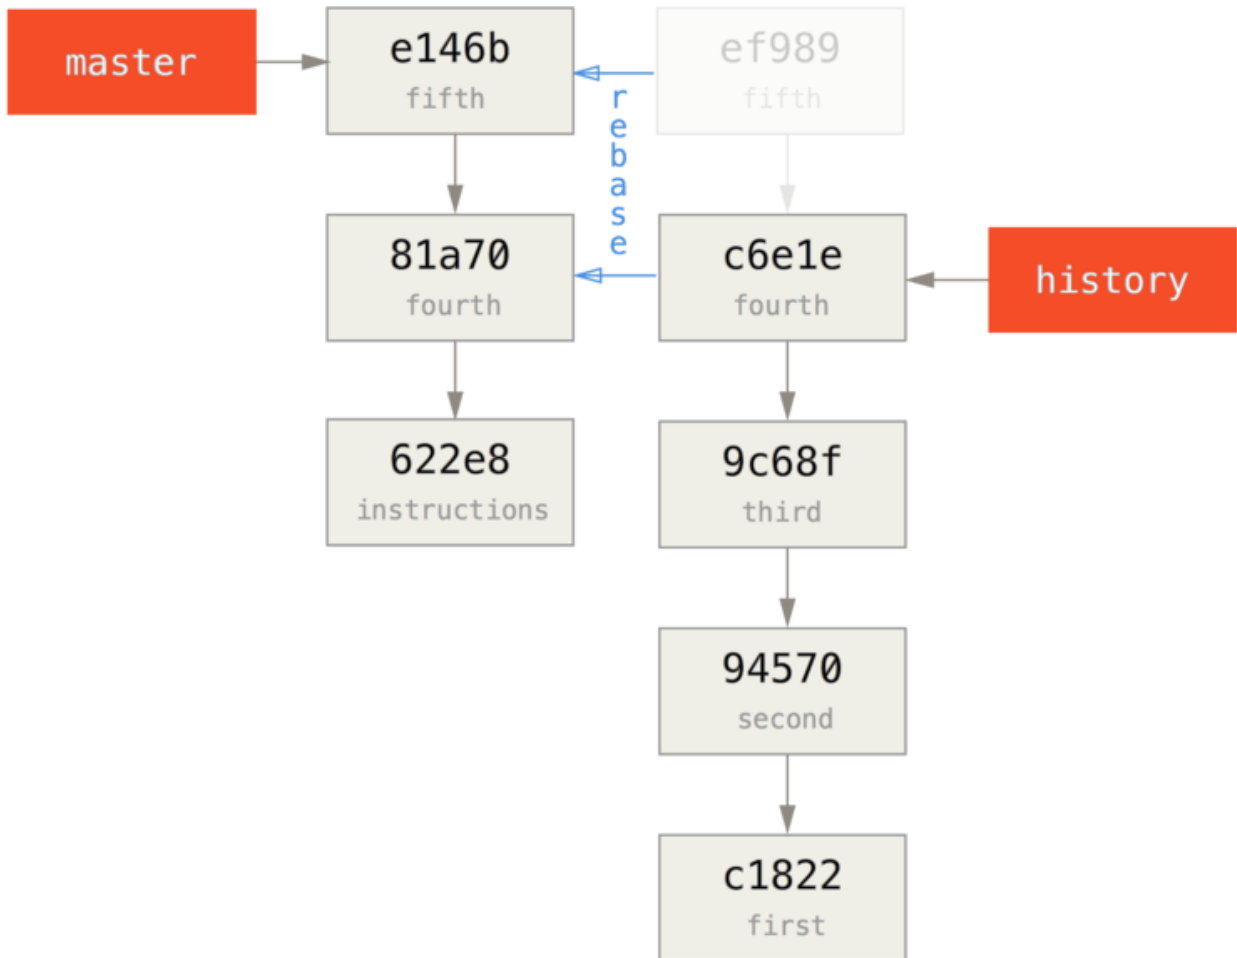 master
e146b
fifth
ef989
fifth
rebase
81a70
fourth
c6e1e
fourth
history
622e8
instructions
9c68f
third
94570
second
c1822
first